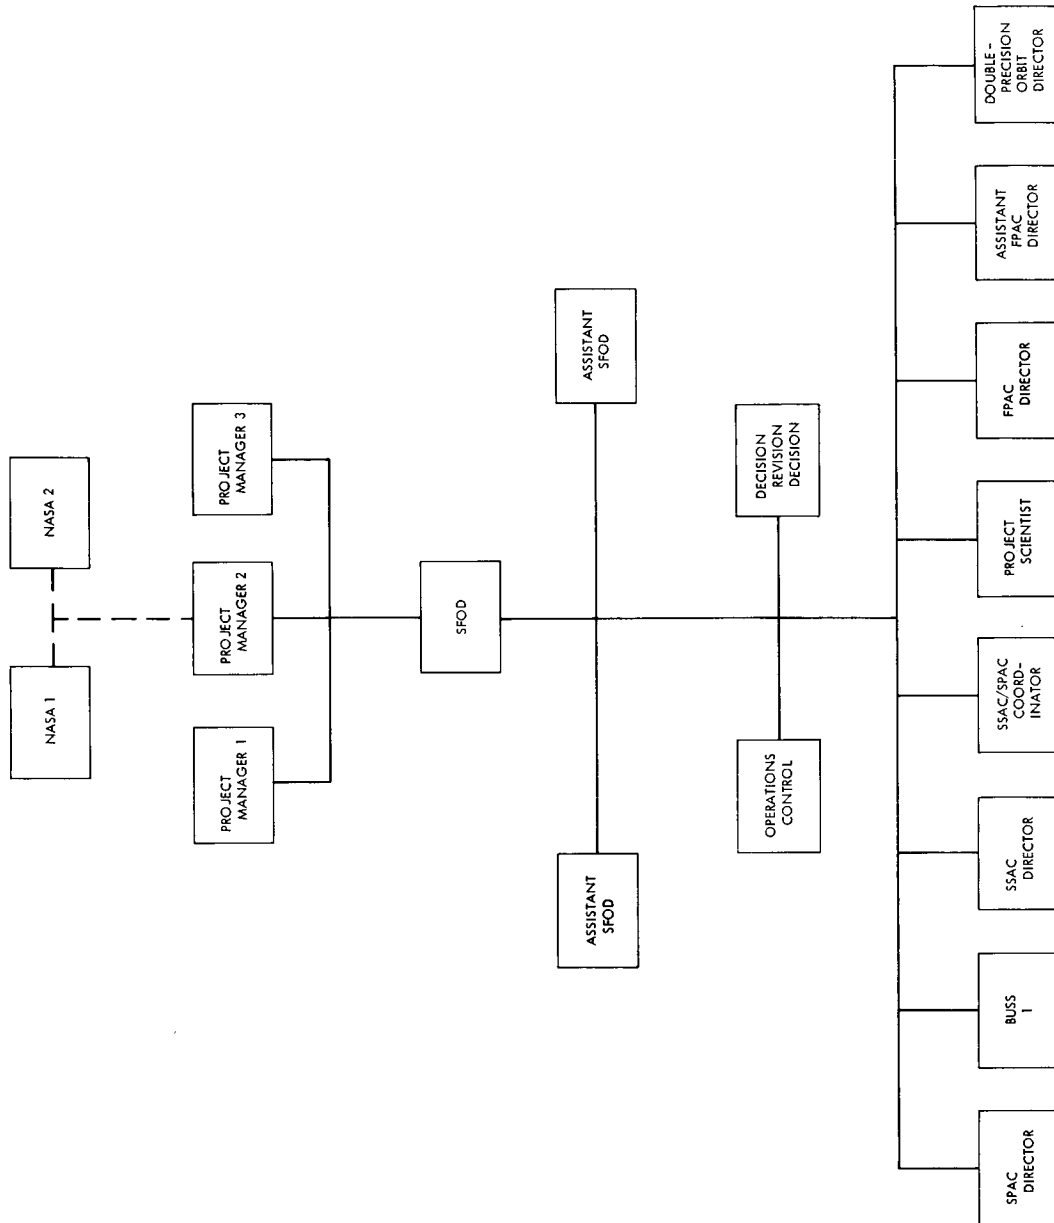 NASA 1
NASA 2
PROJECT
MANAGER 1
PROJECT
MANAGER 2
PROJECT
MANAGER 3
SFOD
ASSISTANT
SFOD
ASSISTANT
SFOD
OPERATIONS
CONTROL
DECISION
REVISION
DECISION
SPAC
DIRECTOR
BUSS
1
SSAC
DIRECTOR
SSAC/SPAC
COORD-
INATOR
PROJECT
SCIENTIST
FPAC
DIRECTOR
ASSISTANT
FPAC
DIRECTOR
DOUBLE-
PRECISION
ORBIT
DIRECTOR